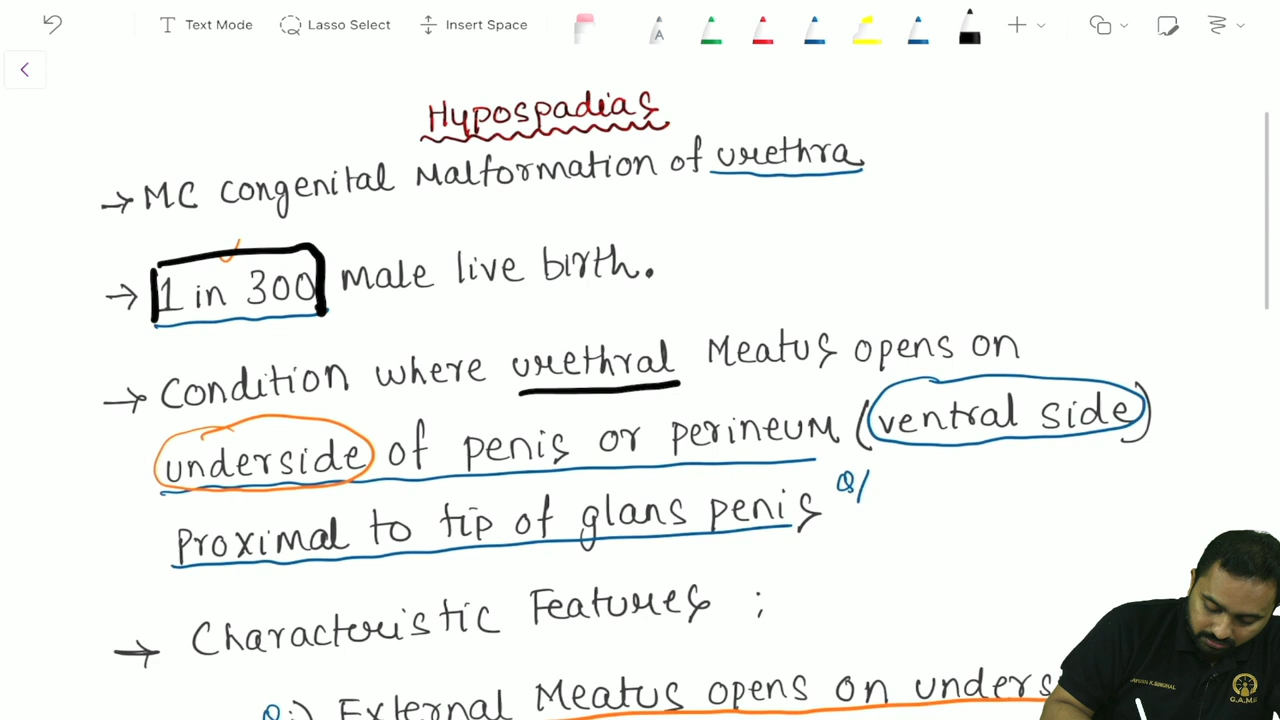 Text Mode Lasso Select Insert Space
A
Hypospadias
→ MC congenital Malformation of urethra
→ 1 in 300 Male live birth.
→ Condition where urethral Meatus opens on
underside of penis or perineum (ventral side)
Proximal to tip of glans penis Q/
→ Characteristic Features :
Q i) External Meatus opens on unders
G.A.M.S